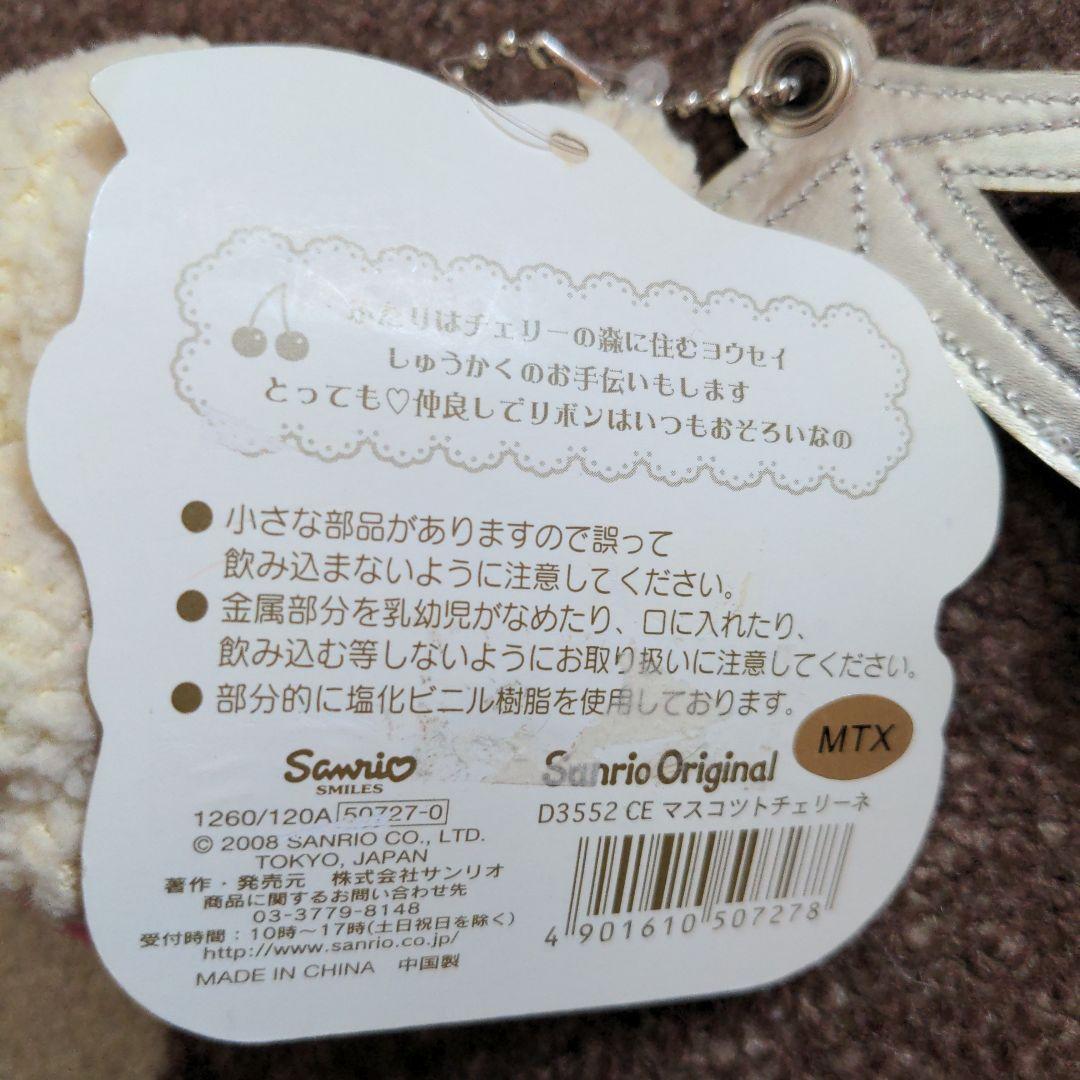 ふたりはチェリーの森に住むヨウセイ
しゅうかくのお手伝いもします
とっても♡仲良しでリボンはいつもおそろいなの
● 小さな部品がありますので誤って
飲み込まないように注意してください。
● 金属部分を乳幼児がなめたり、口に入れたり、
飲み込む等しないようにお取り扱いに注意してください。
● 部分的に塩化ビニル樹脂を使用しております。
MTX
Sanrio
SMILES
1260/120A 50727-0
© 2008 SANRIO CO., LTD.
TOKYO, JAPAN
著作・発売元 株式会社サンリオ
商品に関するお問い合わせ先
03-3779-8148
受付時間：10時～17時(土日祝日を除く)
http://www.sanrio.co.jp/
MADE IN CHINA 中国製
Sanrio Original
D3552 CE マスコツトチェリーネ
4 901610 507278